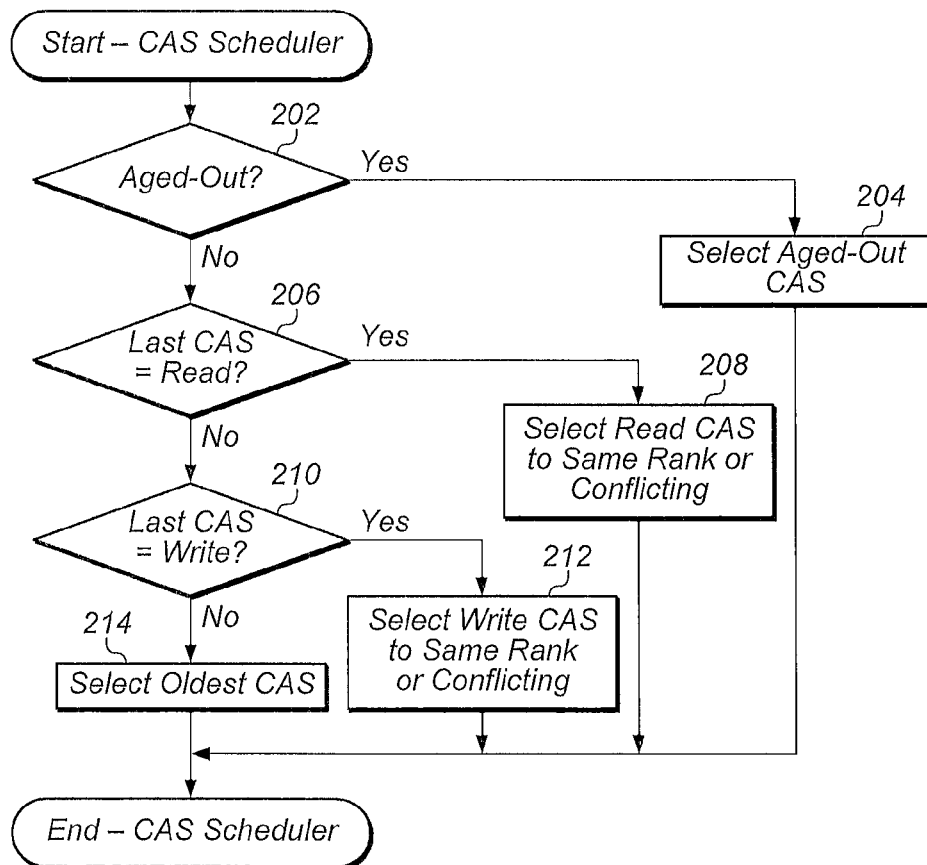 Start – CAS Scheduler
202
Aged-Out?
Yes
204
Select Aged-Out
CAS
No
206
Last CAS
= Read?
Yes
208
Select Read CAS
to Same Rank or
Conflicting
No
210
Last CAS
= Write?
Yes
212
Select Write CAS
to Same Rank
or Conflicting
No
214
Select Oldest CAS
End – CAS Scheduler